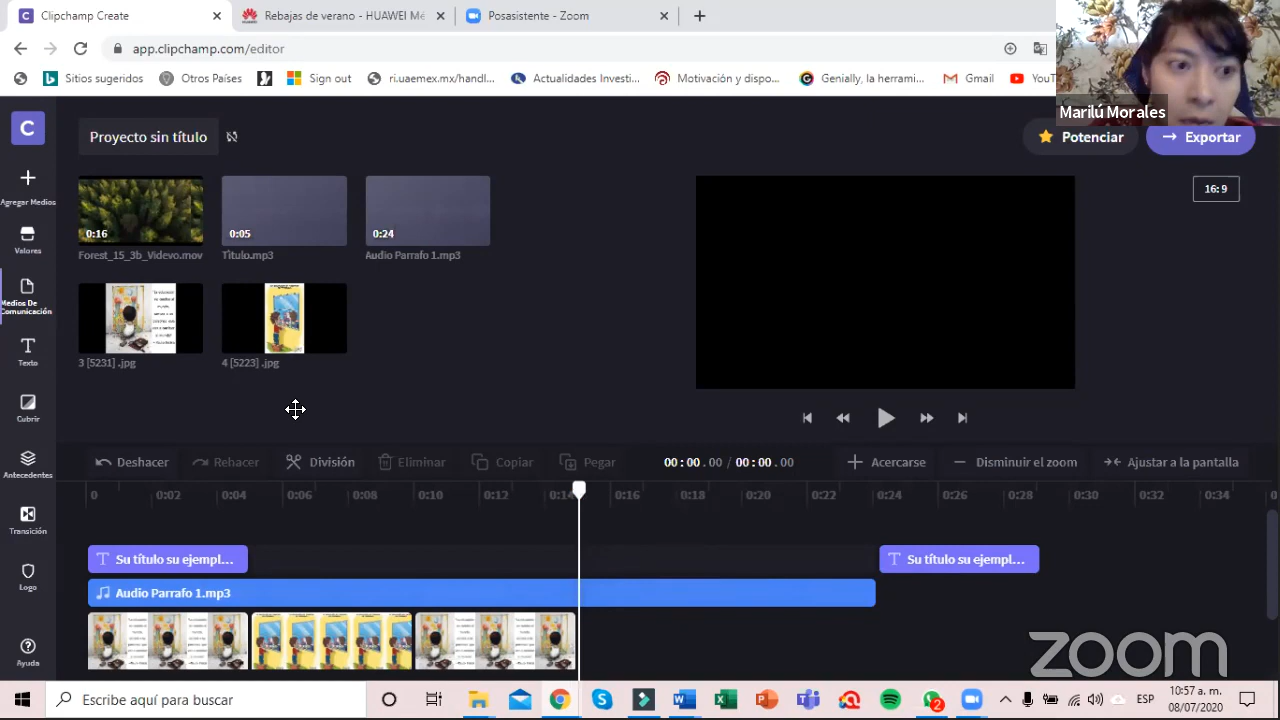 Clipchamp Create
Rebajas de verano - HUAWEI Mé
Posasistente - Zoom
app.clipchamp.com/editor
Sitios sugeridos
Otros Países
Sign out
ri.uaemex.mx/handl...
Actualidades Investi...
Motivación y dispo...
Genially, la herrami...
Gmail
YouT
Marilú Morales
C
Proyecto sin título
Potenciar
Exportar
Agregar Medios
Valores
Medios De Comunicación
Texto
Cubrir
Antecedentes
Transición
Logo
Ayuda
0:16
0:05
0:24
16:9
Forest_15_3b_Videvo.mov
Titulo.mp3
Audio Parrafo 1.mp3
3 [5231] .jpg
4 [5223] .jpg
Deshacer
Rehacer
División
Eliminar
Copiar
Pegar
00:00.00 / 00:00.00
Acercarse
Disminuir el zoom
Ajustar a la pantalla
0 0:02 0:04 0:06 0:08 0:10 0:12 0:14 0:16 0:18 0:20 0:22 0:24 0:26 0:28 0:30 0:32 0:34 0
Su título su ejempl...
Su título su ejempl...
Audio Parrafo 1.mp3
zoom
Escribe aquí para buscar
2
ESP
10:57 a. m.
08/07/2020